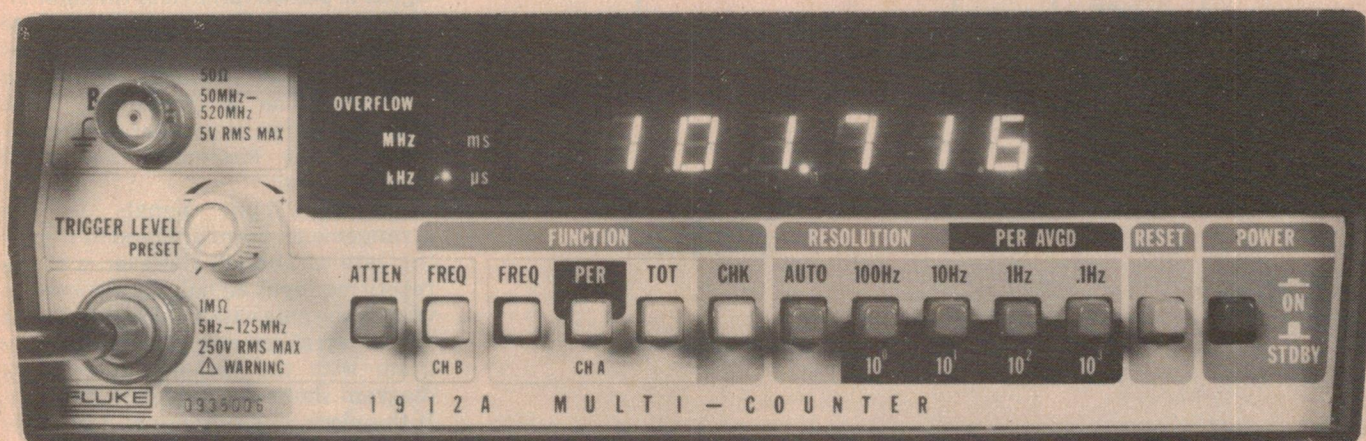 B
50Ω
50MHz–
520MHz
5V RMS MAX
TRIGGER LEVEL
PRESET
− +
1MΩ
5Hz–125MHz
250V RMS MAX
⚠ WARNING
FLUKE
0935006
OVERFLOW
MHz ms
kHz µs
101.716
FUNCTION
RESOLUTION PER AVGD
RESET
POWER
ATTEN FREQ FREQ PER TOT CHK AUTO 100Hz 10Hz 1Hz .1Hz
CH B CH A 10⁰ 10¹ 10² 10³
ON
STDBY
1912A MULTI–COUNTER